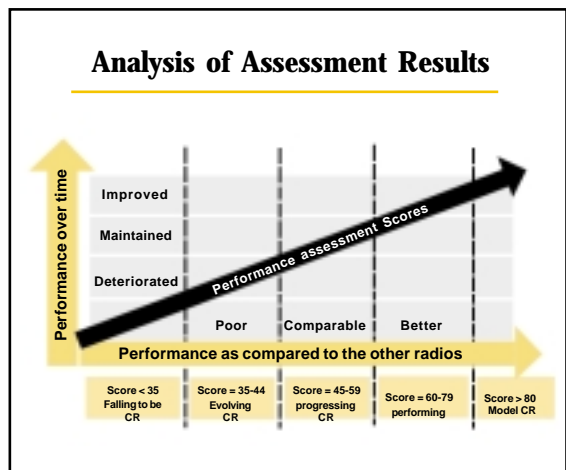 Analysis of Assessment Results
Performance over time
Improved
Maintained
Deteriorated
Performance assessment Scores
Poor
Comparable
Better
Performance as compared to the other radios
Score < 35
Falling to be
CR
Score = 35-44
Evolving
CR
Score = 45-59
progressing
CR
Score = 60-79
performing
Score > 80
Model CR